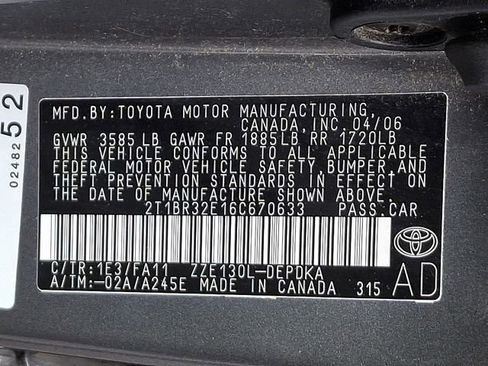 MFD.BY: TOYOTA MOTOR MANUFACTURING,
CANADA, INC. 04/06
GVWR 3585 LB GAWR FR 1885LB RR 1720LB
THIS VEHICLE CONFORMS TO ALL APPLICABLE
FEDERAL MOTOR VEHICLE SAFETY, BUMPER AND
THEFT PREVENTION STANDARDS IN EFFECT ON
THE DATE OF MANUFACTURE SHOWN ABOVE.
2T1BR32E16C670633 PASS.CAR
C/TR:1E3/FA11 ZZE130L-DEPDKA
A/TM:-02A/A245E MADE IN CANADA 315
AD
02482
52